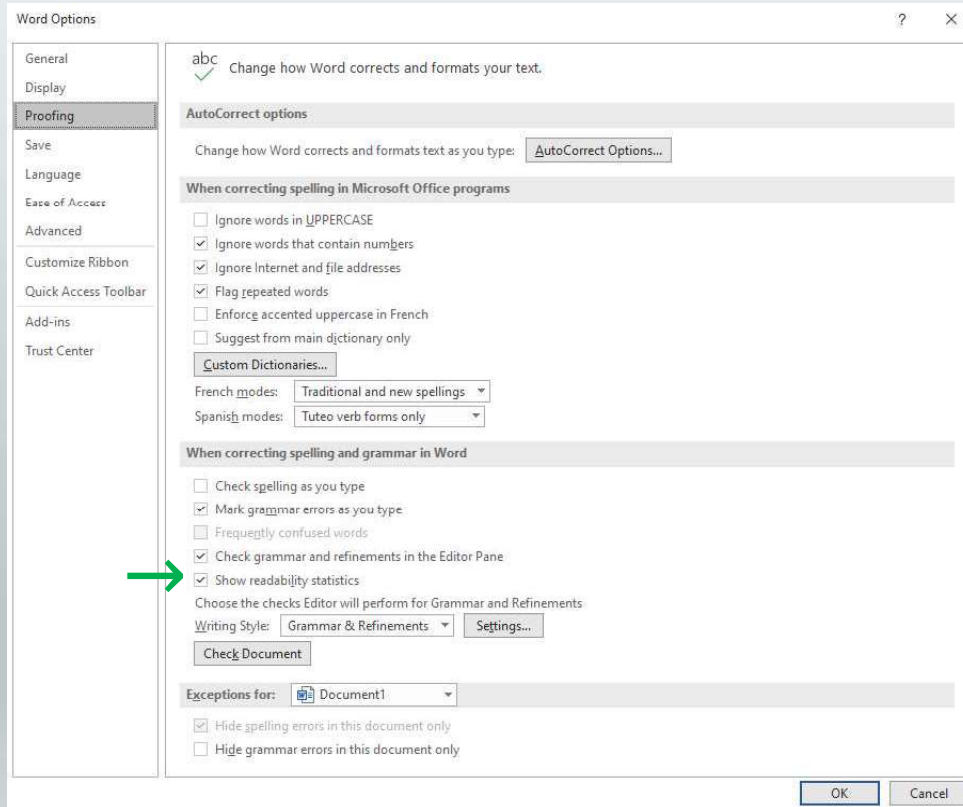 Word Options
?
General
Display
Proofing
Save
Language
Ease of Access
Advanced
Customize Ribbon
Quick Access Toolbar
Add-ins
Trust Center
abc
Change how Word corrects and formats your text.
AutoCorrect options
Change how Word corrects and formats text as you type: AutoCorrect Options...
When correcting spelling in Microsoft Office programs
Ignore words in UPPERCASE
Ignore words that contain numbers
Ignore Internet and file addresses
Flag repeated words
Enforce accented uppercase in French
Suggest from main dictionary only
Custom Dictionaries...
French modes: Traditional and new spellings
Spanish modes: Tuteo verb forms only
When correcting spelling and grammar in Word
Check spelling as you type
Mark grammar errors as you type
Frequently confused words
Check grammar and refinements in the Editor Pane
Show readability statistics
Choose the checks Editor will perform for Grammar and Refinements
Writing Style: Grammar & Refinements Settings...
Check Document
Exceptions for: Document1
Hide spelling errors in this document only
Hide grammar errors in this document only
OK Cancel